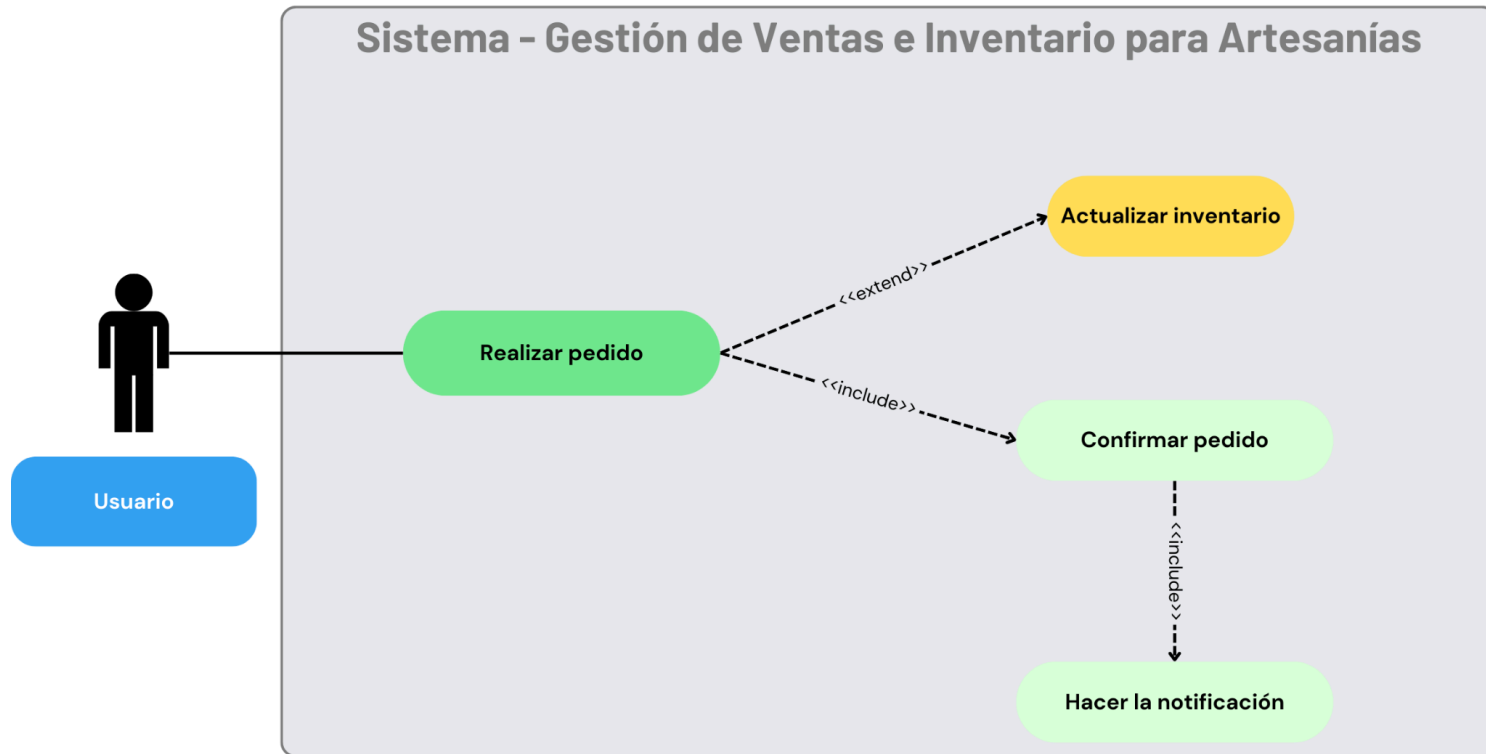 Sistema - Gestión de Ventas e Inventario para Artesanías
Actualizar inventario
<<extend>>
Realizar pedido
<<include>>
Confirmar pedido
Usuario
<<include>>
Hacer la notificación